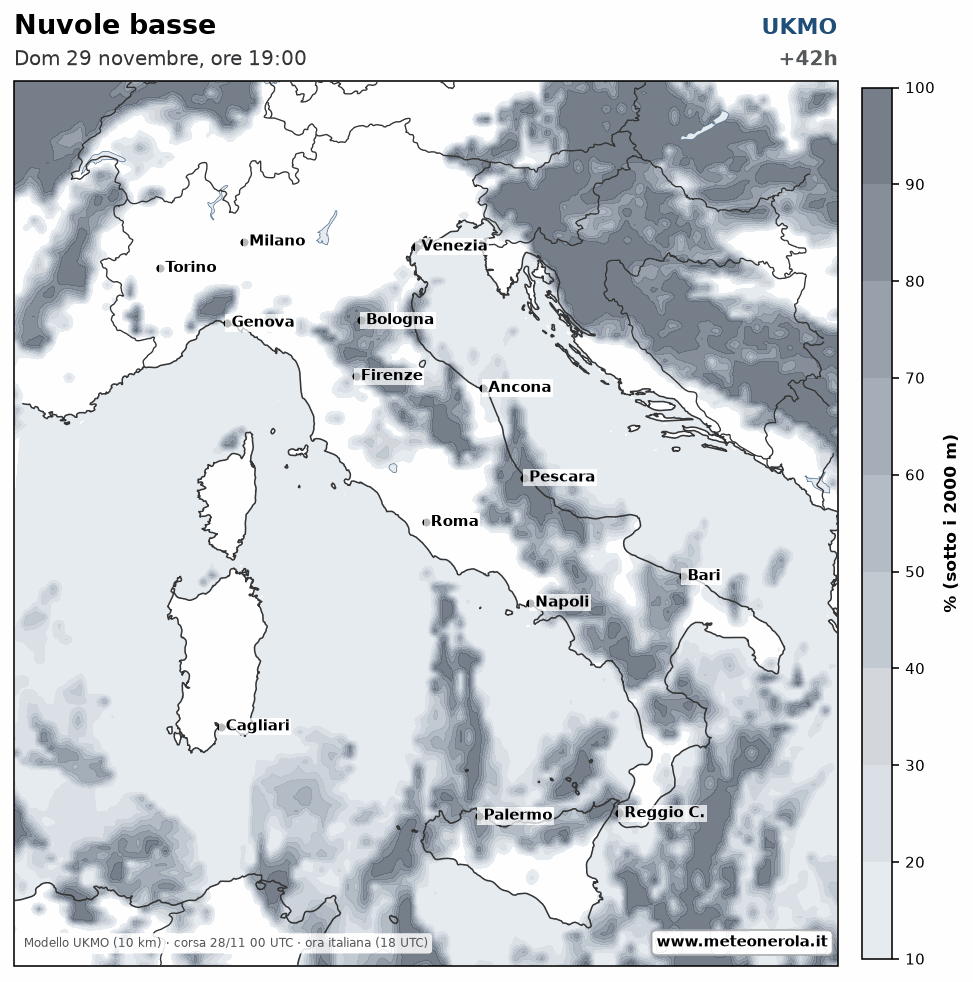 Nuvole basse
UKMO
Dom 29 novembre, ore 19:00
+42h
100
90
80
70
60
50
40
30
20
10
% (sotto i 2000 m)
Milano
Venezia
Torino
Genova
Bologna
Firenze
Ancona
Pescara
Roma
Bari
Napoli
Cagliari
Palermo
Reggio C.
Modello UKMO (10 km) · corsa 28/11 00 UTC · ora italiana (18 UTC)
www.meteonerola.it